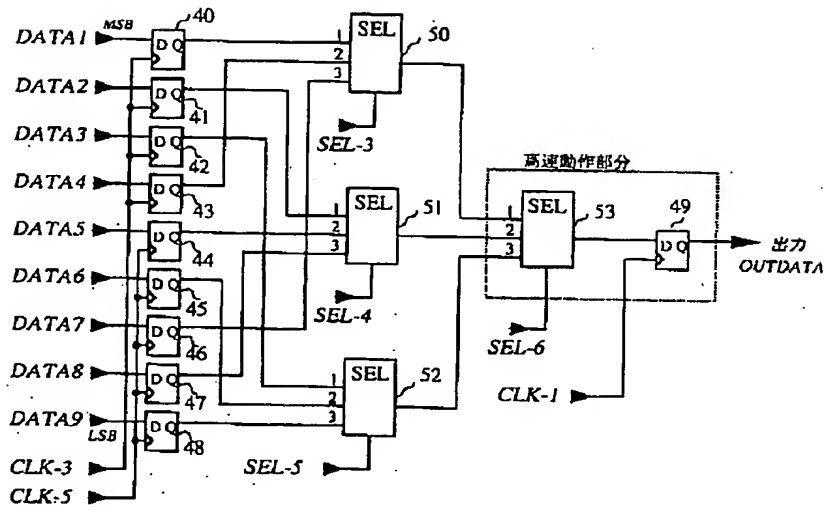 DATA1 MSB D Q 40
DATA2 D Q 41
DATA3 D Q 42
DATA4 D Q 43
DATA5 D Q 44
DATA6 D Q 45
DATA7 D Q 46
DATA8 D Q 47
DATA9 LSB D Q 48
CLK-3
CLK-5
1 2 3 SEL 50
SEL-3
1 2 3 SEL 51
SEL-4
1 2 3 SEL 52
SEL-5
高速動作部分
1 2 3 SEL 53
SEL-6
D Q 49
CLK-1
出力
OUTDATA